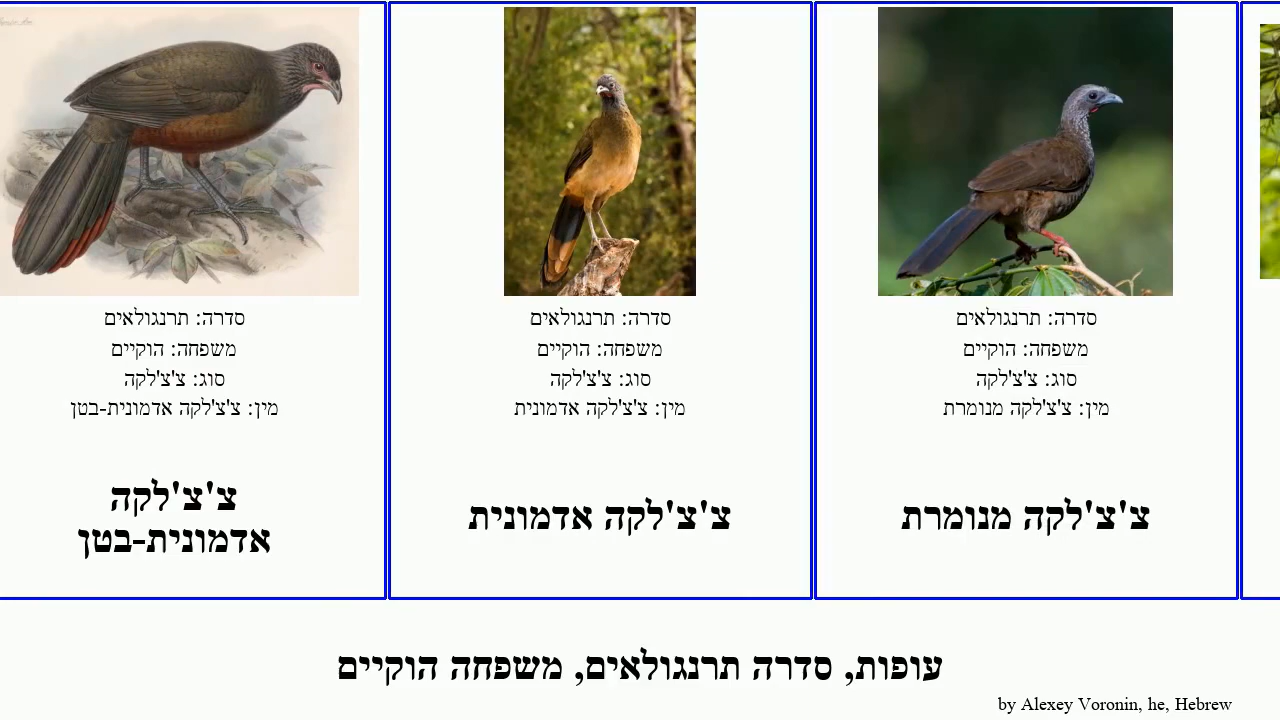 סדרה: תרנגולאים
משפחה: הוקיים
סוג: צ'צ'לקה
מין: צ'צ'לקה מנומרת
צ'צ'לקה מנומרת
סדרה: תרנגולאים
משפחה: הוקיים
סוג: צ'צ'לקה
מין: צ'צ'לקה אדמונית
צ'צ'לקה אדמונית
סדרה: תרנגולאים
משפחה: הוקיים
סוג: צ'צ'לקה
מין: צ'צ'לקה אדמונית-בטן
צ'צ'לקה
אדמונית-בטן
עופות, סדרה תרנגולאים, משפחה הוקיים
by Alexey Voronin, he, Hebrew